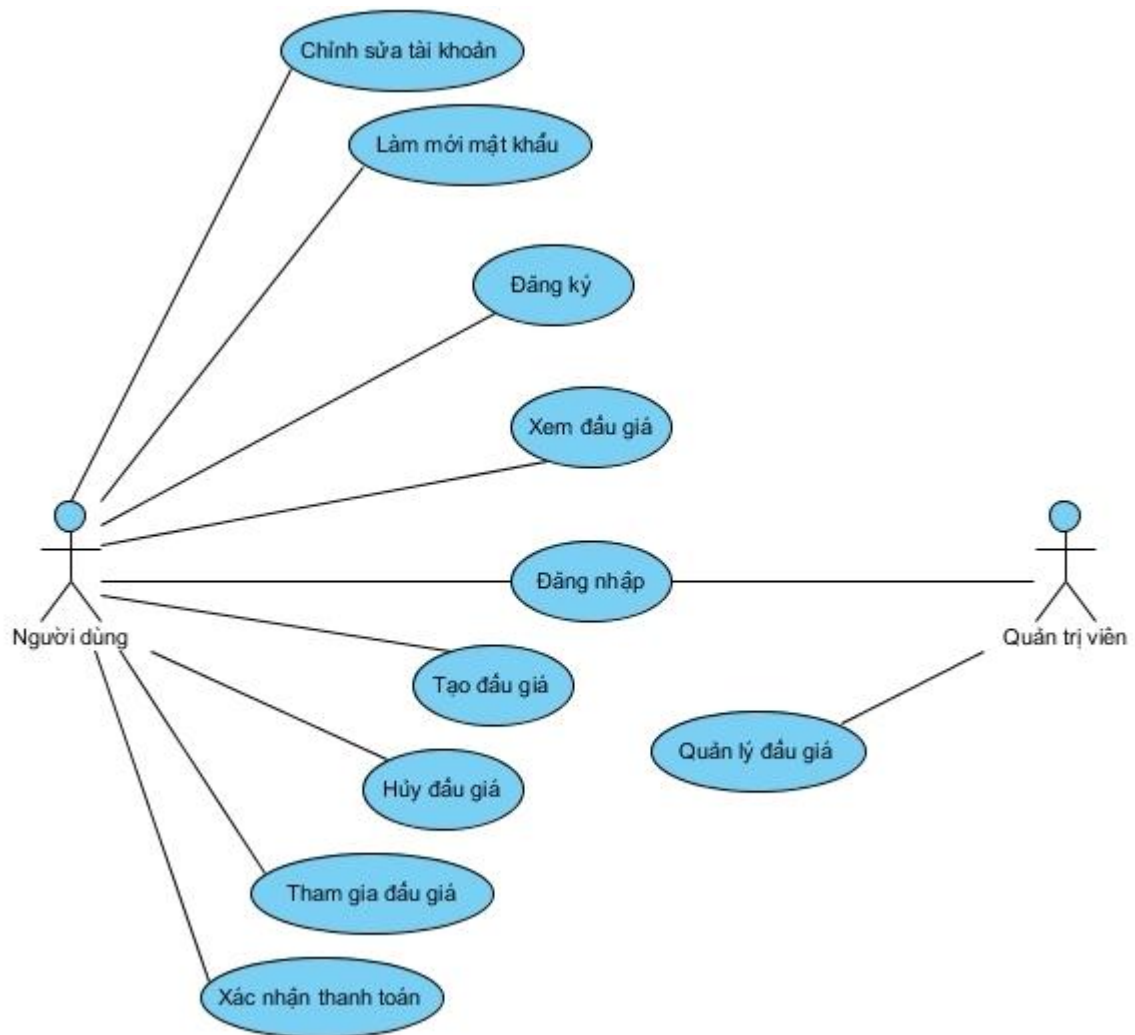 Chỉnh sửa tài khoản
Làm mới mật khẩu
Đăng ký
Xem đấu giá
Đăng nhập
Người dùng
Quản trị viên
Tạo đấu giá
Quản lý đấu giá
Hủy đấu giá
Tham gia đấu giá
Xác nhận thanh toán